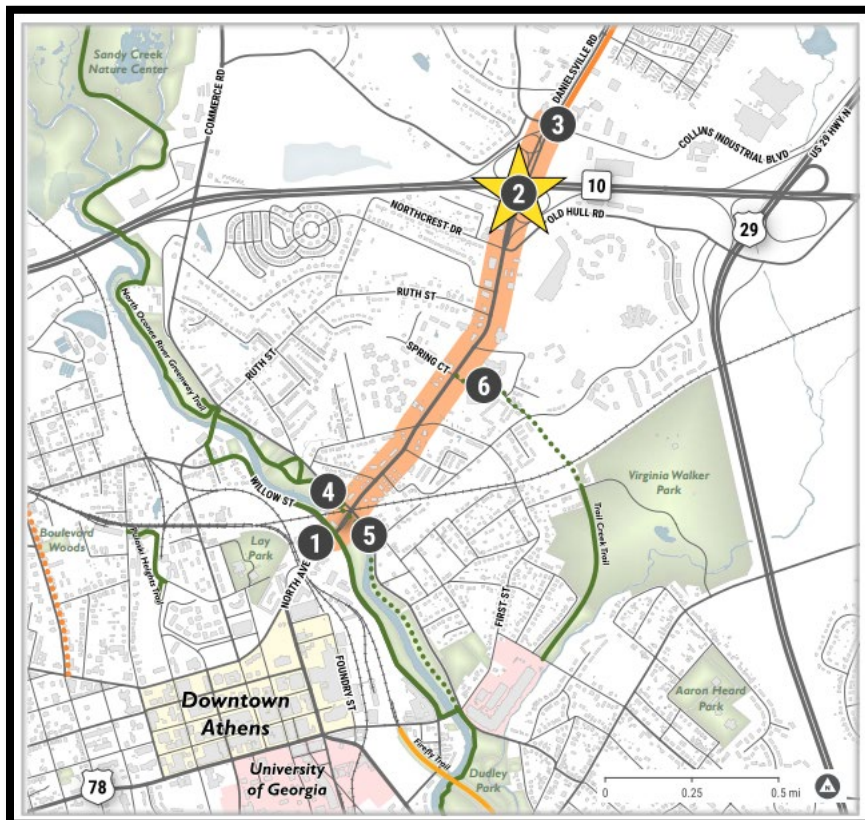 Sandy Creek
Nature Center
COMMERCE RD
DANIELSVILLE RD
3
COLLINS INDUSTRIAL BLVD
US 29 HWY N
2
10
NORTHCREST DR
OLD HULL RD
29
RUTH ST
North Oconee River Greenway Trail
SPRING CT
RUTH ST
6
Virginia Walker
Park
WILLOW ST
4
Trail Creek Trail
Boulevard
Woods
Pulaski Heights Trail
Lay
Park
1
5
NORTH AVE
FIRST ST
FOUNDRY ST
Downtown
Athens
Aaron Heard
Park
Firefly Trail
University
of Georgia
Dudley
Park
78
0
0.25
0.5 mi
N